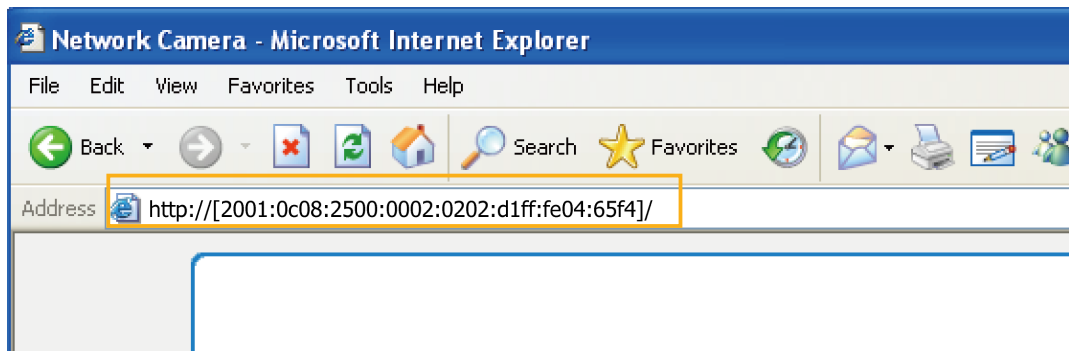 Network Camera - Microsoft Internet Explorer
File Edit View Favorites Tools Help
Back Search Favorites
Address http://[2001:0c08:2500:0002:0202:d1ff:fe04:65f4]/